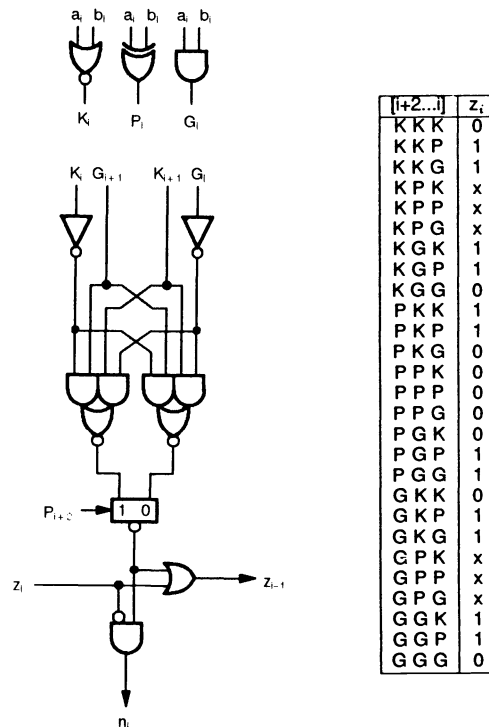 aᵢ bᵢ aᵢ bᵢ aᵢ bᵢ
Kᵢ Pᵢ Gᵢ
Kᵢ Gᵢ₊₁ Kᵢ₊₁ Gᵢ
Pᵢ₊₂ 1 0
zᵢ zᵢ₋₁
nᵢ
[i+2...i] zᵢ
K K K 0
K K P 1
K K G 1
K P K x
K P P x
K P G x
K G K 1
K G P 1
K G G 0
P K K 1
P K P 1
P K G 0
P P K 0
P P P 0
P P G 0
P G K 0
P G P 1
P G G 1
G K K 0
G K P 1
G K G 1
G P K x
G P P x
G P G x
G G K 1
G G P 1
G G G 0